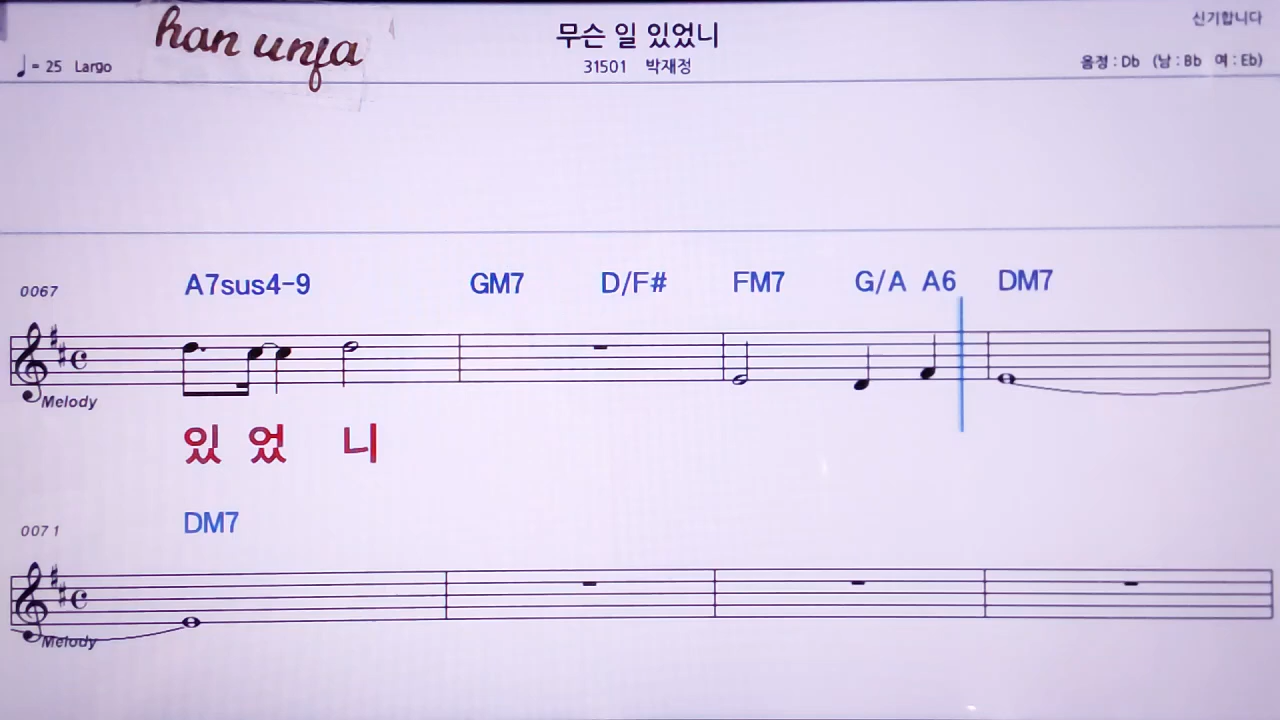 han unfa
무슨 일 있었니
신기합니다
♩= 25 Largo
31501 박재정
음정 : Db (남 : Bb 여 : Eb)
0067
A7sus4-9 GM7 D/F# FM7 G/A A6 DM7
Melody
있 었 니
0071
DM7
Melody